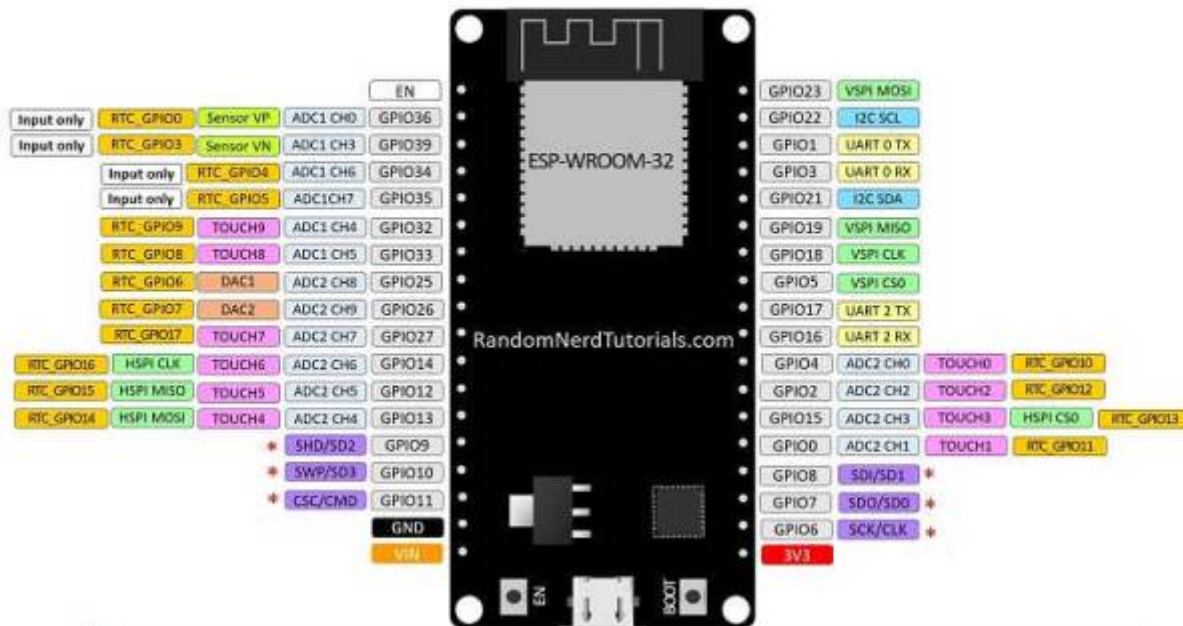 EN GPIO23 VSPI MOSI
Input only RTC_GPIO0 Sensor VP ADC1 CH0 GPIO36 GPIO22 I2C SCL
Input only RTC_GPIO3 Sensor VN ADC1 CH3 GPIO39 GPIO1 UART 0 TX
ESP-WROOM-32
Input only RTC_GPIO4 ADC1 CH6 GPIO34 GPIO3 UART 0 RX
Input only RTC_GPIO5 ADC1CH7 GPIO35 GPIO21 I2C SDA
RTC_GPIO9 TOUCH9 ADC1 CH4 GPIO32 GPIO19 VSPI MISO
RTC_GPIO8 TOUCH8 ADC1 CH5 GPIO33 GPIO18 VSPI CLK
RTC_GPIO6 DAC1 ADC2 CH8 GPIO25 GPIO5 VSPI CS0
RTC_GPIO7 DAC2 ADC2 CH9 GPIO26 GPIO17 UART 2 TX
RTC_GPIO17 TOUCH7 ADC2 CH7 GPIO27 RandomNerdTutorials.com GPIO16 UART 2 RX
RTC_GPIO16 HSPI CLK TOUCH6 ADC2 CH6 GPIO14 GPIO4 ADC2 CH0 TOUCH0 RTC_GPIO10
RTC_GPIO15 HSPI MISO TOUCH5 ADC2 CH5 GPIO12 GPIO2 ADC2 CH2 TOUCH2 RTC_GPIO12
RTC_GPIO14 HSPI MOSI TOUCH4 ADC2 CH4 GPIO13 GPIO15 ADC2 CH3 TOUCH3 HSPI CS0 RTC_GPIO13
* SHD/SD2 GPIO9 GPIO0 ADC2 CH1 TOUCH1 RTC_GPIO11
* SWP/SD3 GPIO10 GPIO8 SDI/SD1 *
* CSC/CMD GPIO11 GPIO7 SDO/SD0 *
GND GPIO6 SCK/CLK *
VIN 3V3
EN BOOT